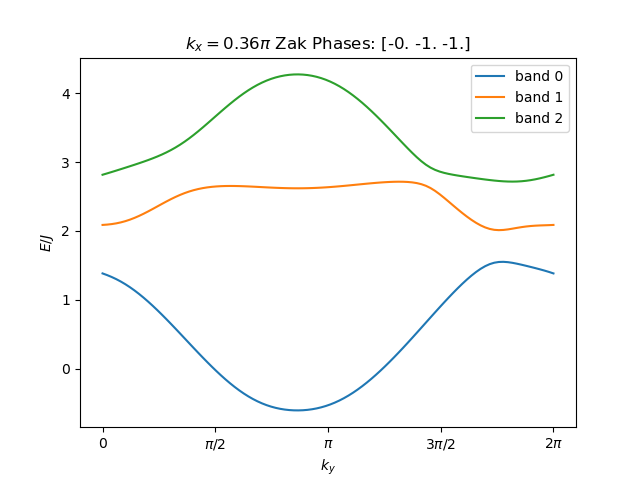 $k_x = 0.36\pi$ Zak Phases: [-0. -1. -1.]
band 0
band 1
band 2
4
3
2
1
0
E/J
0
π/2
π
3π/2
2π
$k_y$